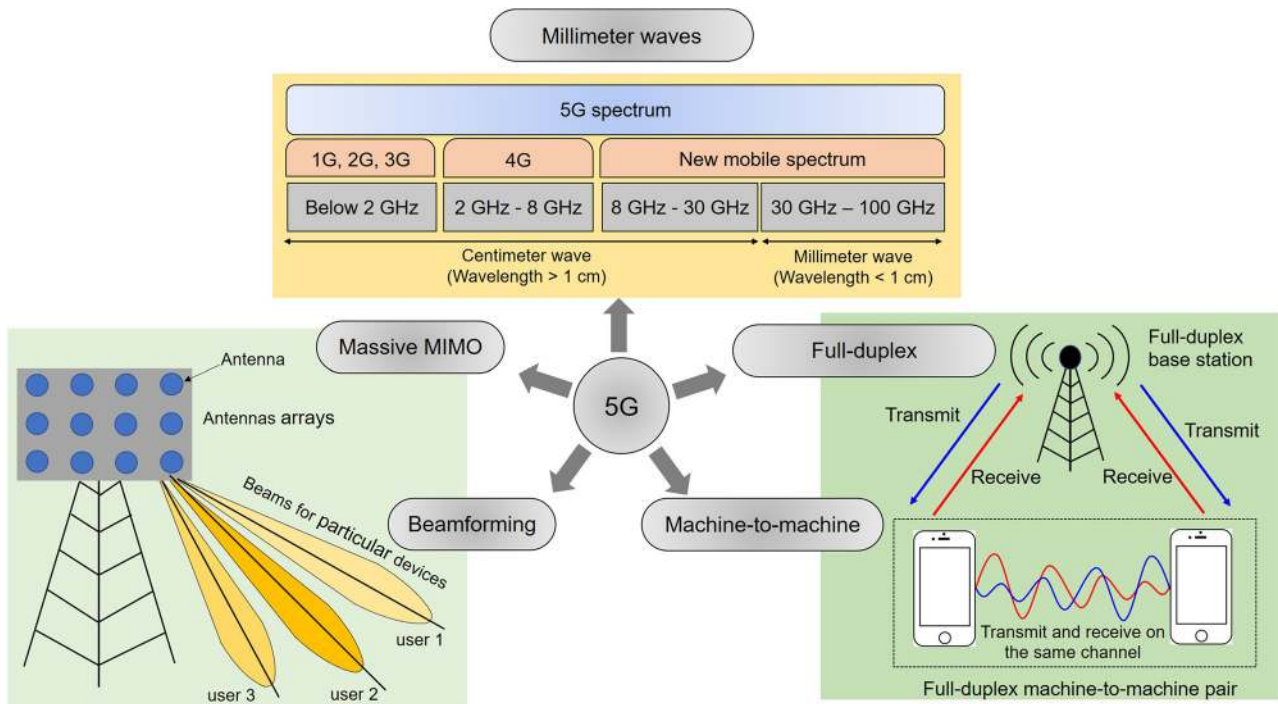 Millimeter waves
5G spectrum
1G, 2G, 3G
4G
New mobile spectrum
Below 2 GHz
2 GHz - 8 GHz
8 GHz - 30 GHz
30 GHz – 100 GHz
Centimeter wave
(Wavelength > 1 cm)
Millimeter wave
(Wavelength < 1 cm)
Massive MIMO
Full-duplex
5G
Beamforming
Machine-to-machine
Antenna
Antennas arrays
Beams for particular devices
user 1
user 2
user 3
Full-duplex
base station
Transmit
Receive
Receive
Transmit
Transmit and receive on
the same channel
Full-duplex machine-to-machine pair